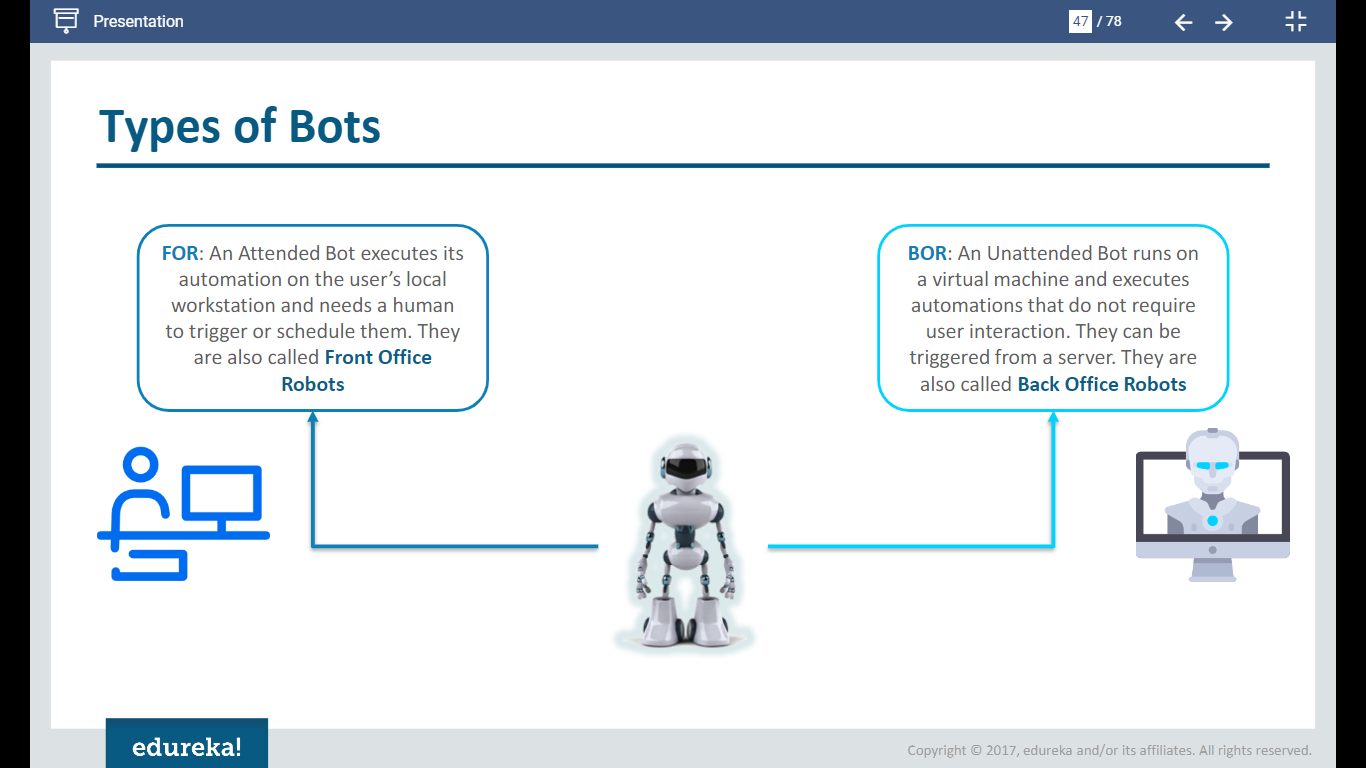 Presentation
47 / 78
Types of Bots
FOR: An Attended Bot executes its
automation on the user’s local
workstation and needs a human
to trigger or schedule them. They
are also called Front Office
Robots
BOR: An Unattended Bot runs on
a virtual machine and executes
automations that do not require
user interaction. They can be
triggered from a server. They are
also called Back Office Robots
edureka!
Copyright © 2017, edureka and/or its affiliates. All rights reserved.